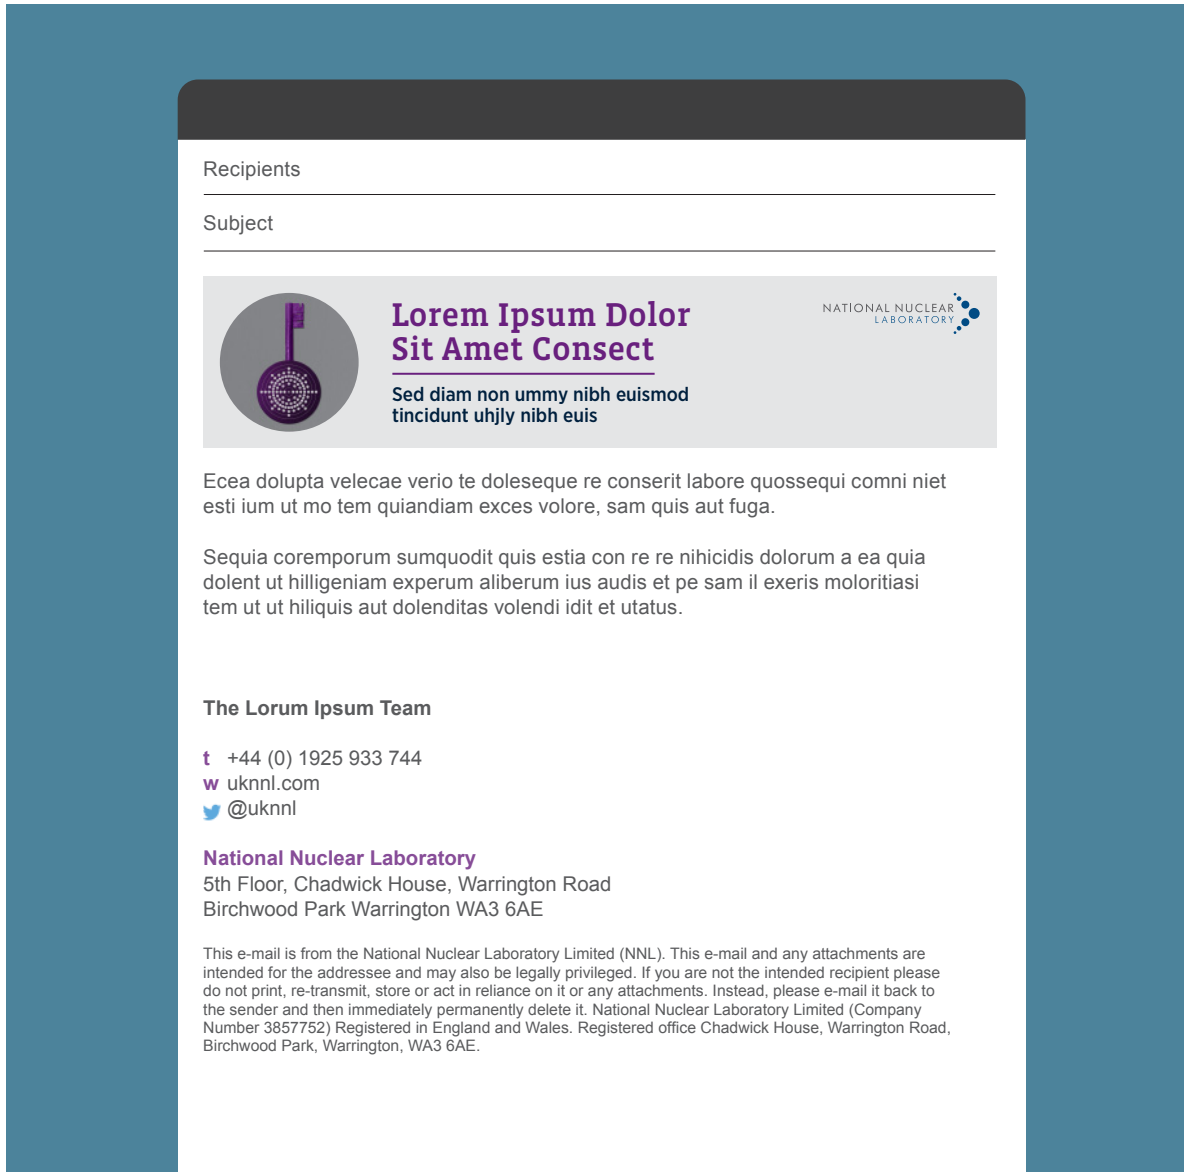 Recipients
Subject
Lorem Ipsum Dolor
Sit Amet Consect
NATIONAL NUCLEAR
LABORATORY
Sed diam non ummy nibh euismod
tincidunt uhjly nibh euis
Ecea dolupta velecae verio te doleseque re conserit labore quossequi comni niet
esti ium ut mo tem quiandiam exces volore, sam quis aut fuga.
Sequia coremporum sumquodit quis estia con re re nihicidis dolorum a ea quia
dolent ut hilligeniam experum aliberum ius audis et pe sam il exeris moloritiasi
tem ut ut hiliquis aut dolenditas volendi idit et utatus.
The Lorum Ipsum Team
t +44 (0) 1925 933 744
w uknnl.com
@uknnl
National Nuclear Laboratory
5th Floor, Chadwick House, Warrington Road
Birchwood Park Warrington WA3 6AE
This e-mail is from the National Nuclear Laboratory Limited (NNL). This e-mail and any attachments are
intended for the addressee and may also be legally privileged. If you are not the intended recipient please
do not print, re-transmit, store or act in reliance on it or any attachments. Instead, please e-mail it back to
the sender and then immediately permanently delete it. National Nuclear Laboratory Limited (Company
Number 3857752) Registered in England and Wales. Registered office Chadwick House, Warrington Road,
Birchwood Park, Warrington, WA3 6AE.